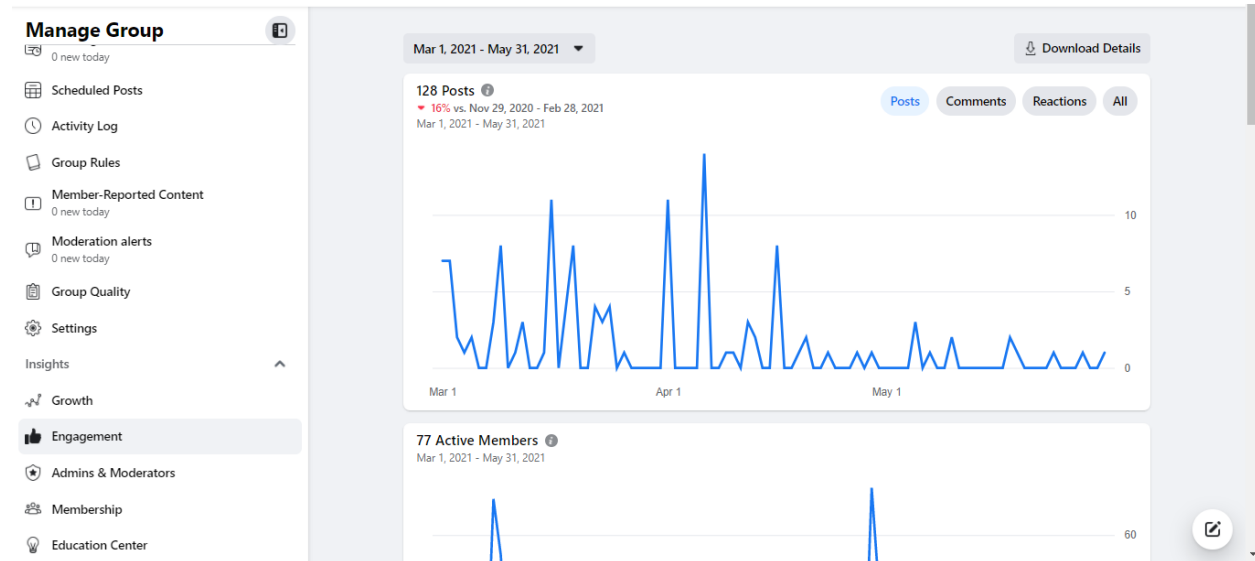 Manage Group
0 new today
Scheduled Posts
Activity Log
Group Rules
Member-Reported Content
0 new today
Moderation alerts
0 new today
Group Quality
Settings
Insights
Growth
Engagement
Admins & Moderators
Membership
Education Center
Mar 1, 2021 - May 31, 2021
Download Details
128 Posts
16% vs. Nov 29, 2020 - Feb 28, 2021
Mar 1, 2021 - May 31, 2021
Posts Comments Reactions All
10
5
0
Mar 1 Apr 1 May 1
77 Active Members
Mar 1, 2021 - May 31, 2021
60